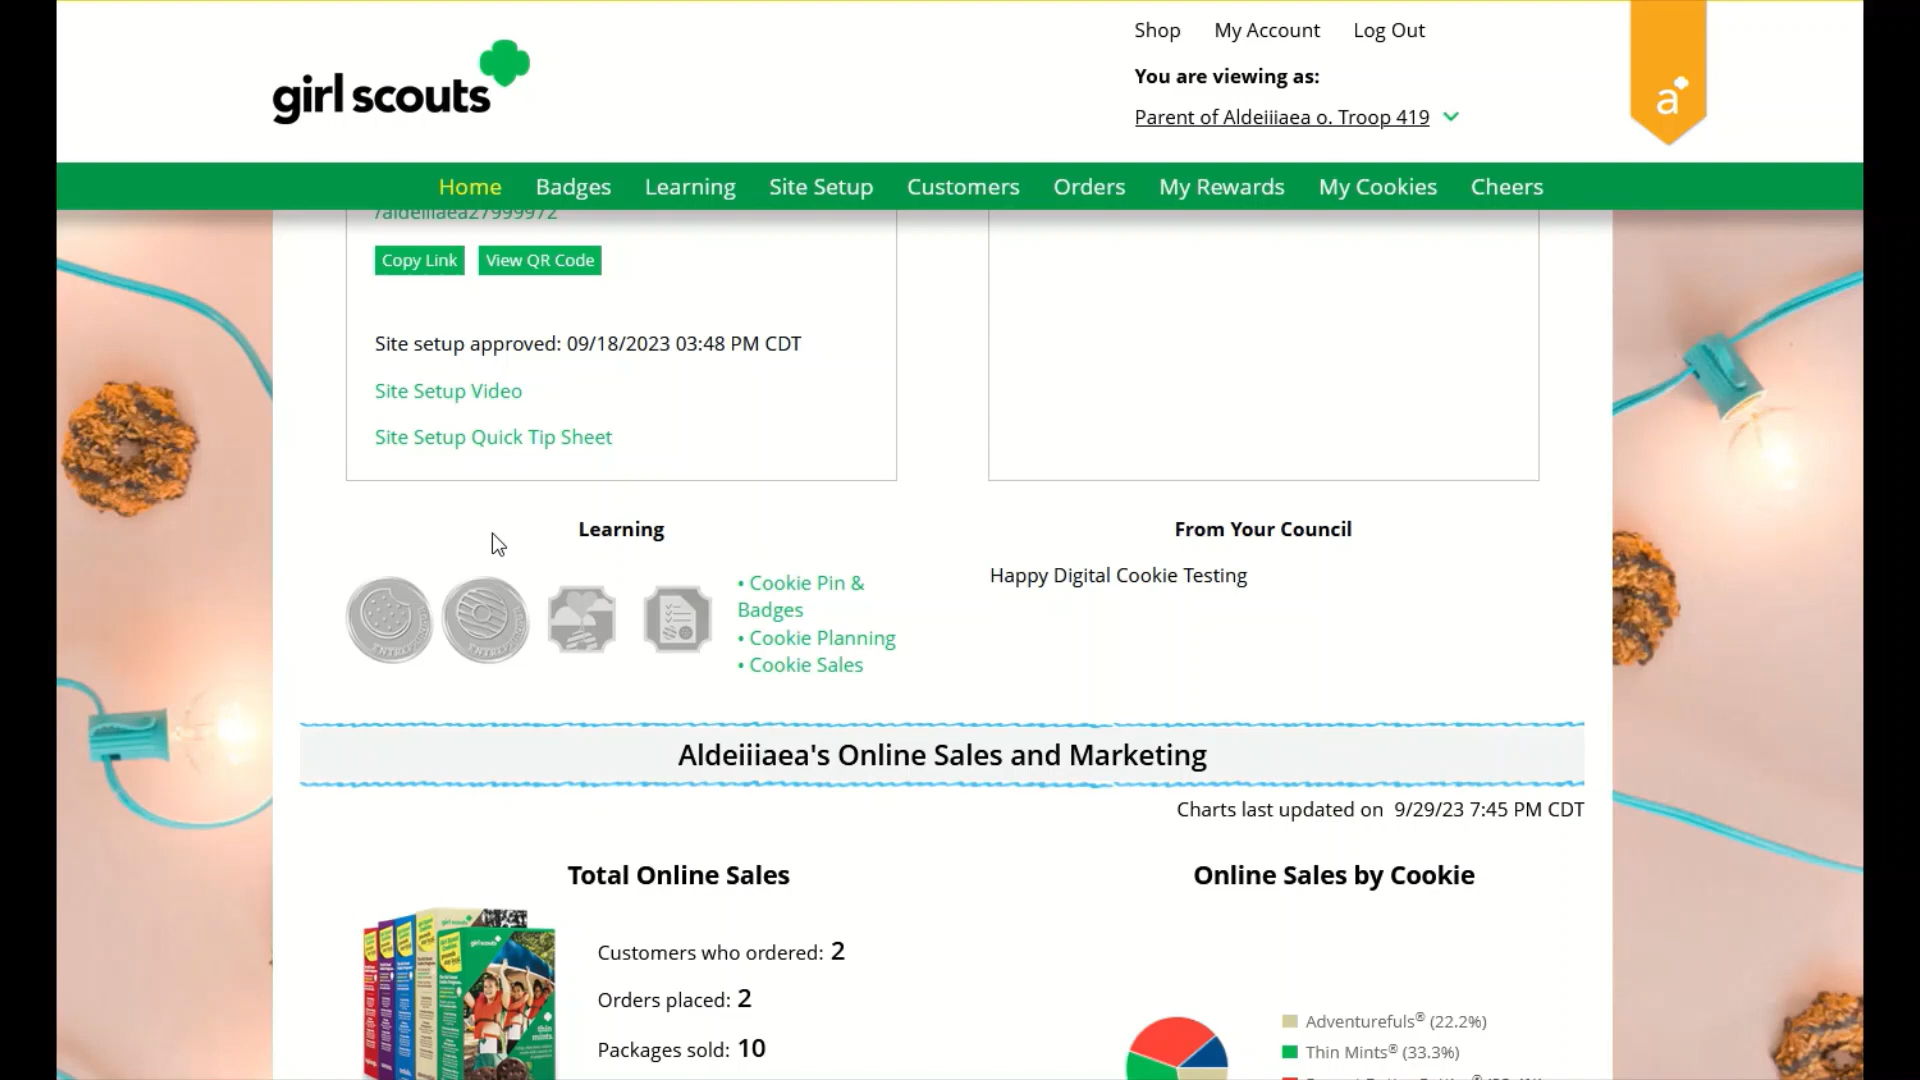 Shop My Account Log Out
You are viewing as:
girl scouts
Parent of Aldeiiiaea o. Troop 419
a
Home Badges Learning Site Setup Customers Orders My Rewards My Cookies Cheers
/aldeiiiaea27999972
Copy Link View QR Code
Site setup approved: 09/18/2023 03:48 PM CDT
Site Setup Video
Site Setup Quick Tip Sheet
Learning
• Cookie Pin &
Badges
• Cookie Planning
• Cookie Sales
From Your Council
Happy Digital Cookie Testing
Aldeiiiaea's Online Sales and Marketing
Charts last updated on 9/29/23 7:45 PM CDT
Total Online Sales
girl scouts
thin
mints
Customers who ordered: 2
Orders placed: 2
Packages sold: 10
Online Sales by Cookie
Adventurefuls® (22.2%)
Thin Mints® (33.3%)